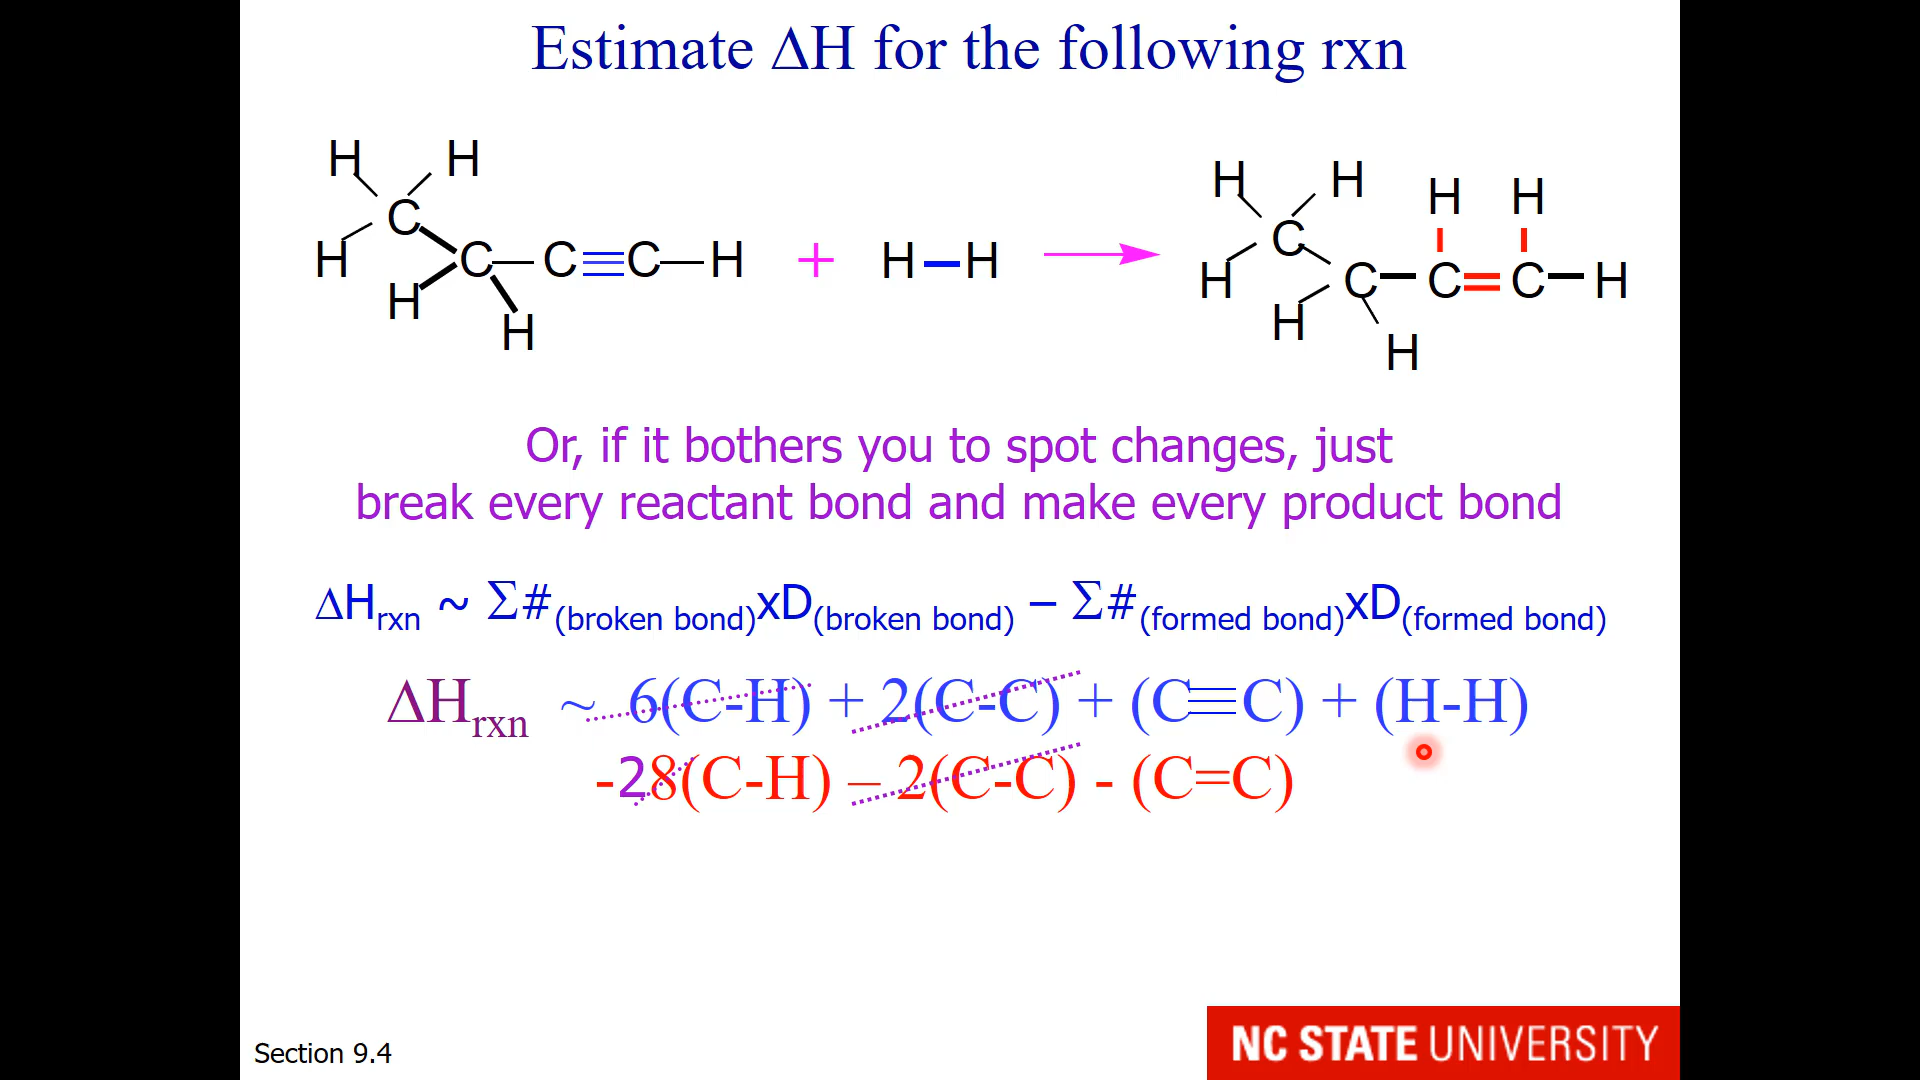 Estimate ΔH for the following rxn
H H H H H H
C C
H C C≡C H + H-H H C C=C H
H H
H H
Or, if it bothers you to spot changes, just
break every reactant bond and make every product bond
ΔHrxn ~ Σ#(broken bond)xD(broken bond) – Σ#(formed bond)xD(formed bond)
ΔHrxn ~ 6(C-H) + 2(C-C) + (C≡C) + (H-H)
-28(C-H) – 2(C-C) - (C=C)
Section 9.4
NC STATE UNIVERSITY